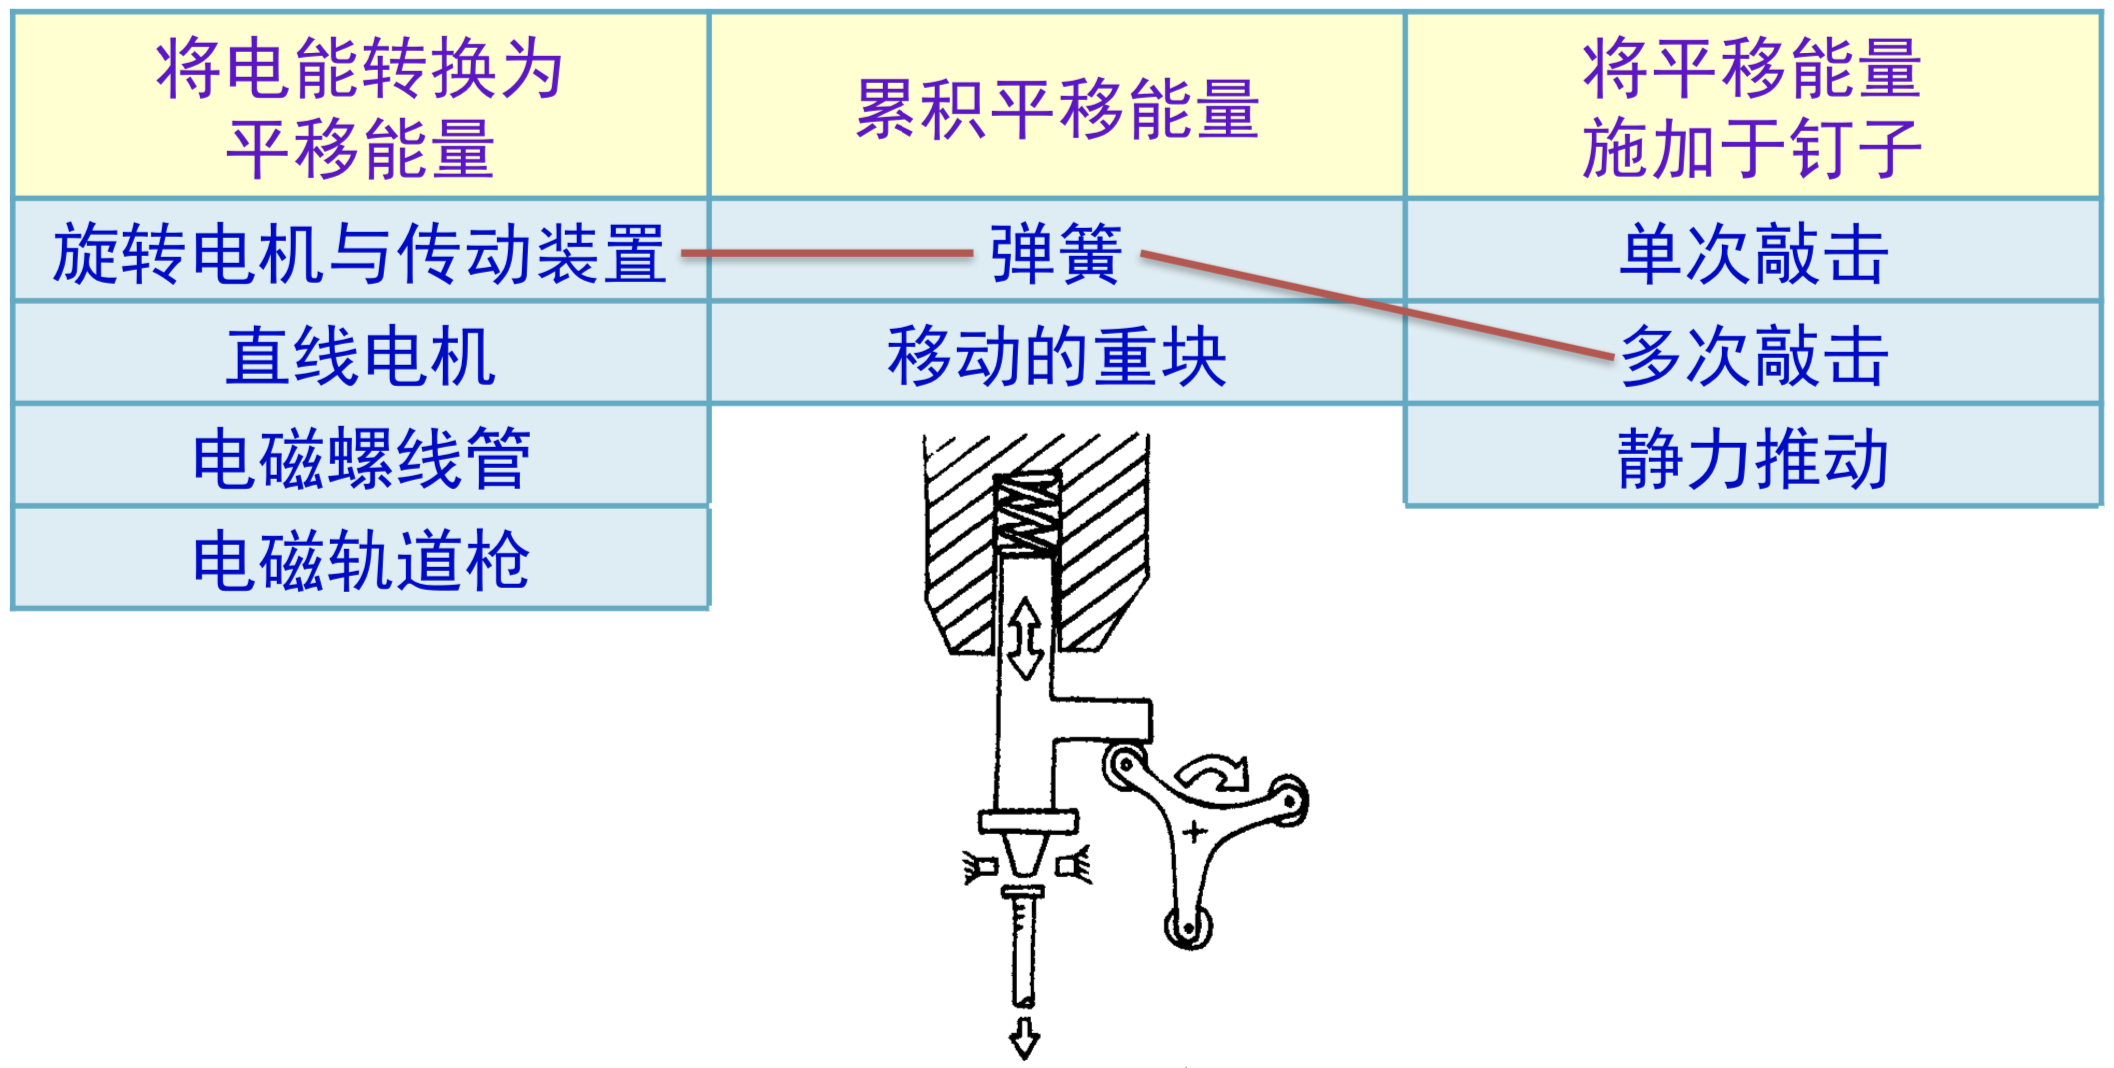 将电能转换为
平移能量
累积平移能量
将平移能量
施加于钉子
旋转电机与传动装置
弹簧
单次敲击
直线电机
移动的重块
多次敲击
电磁螺线管
静力推动
电磁轨道枪